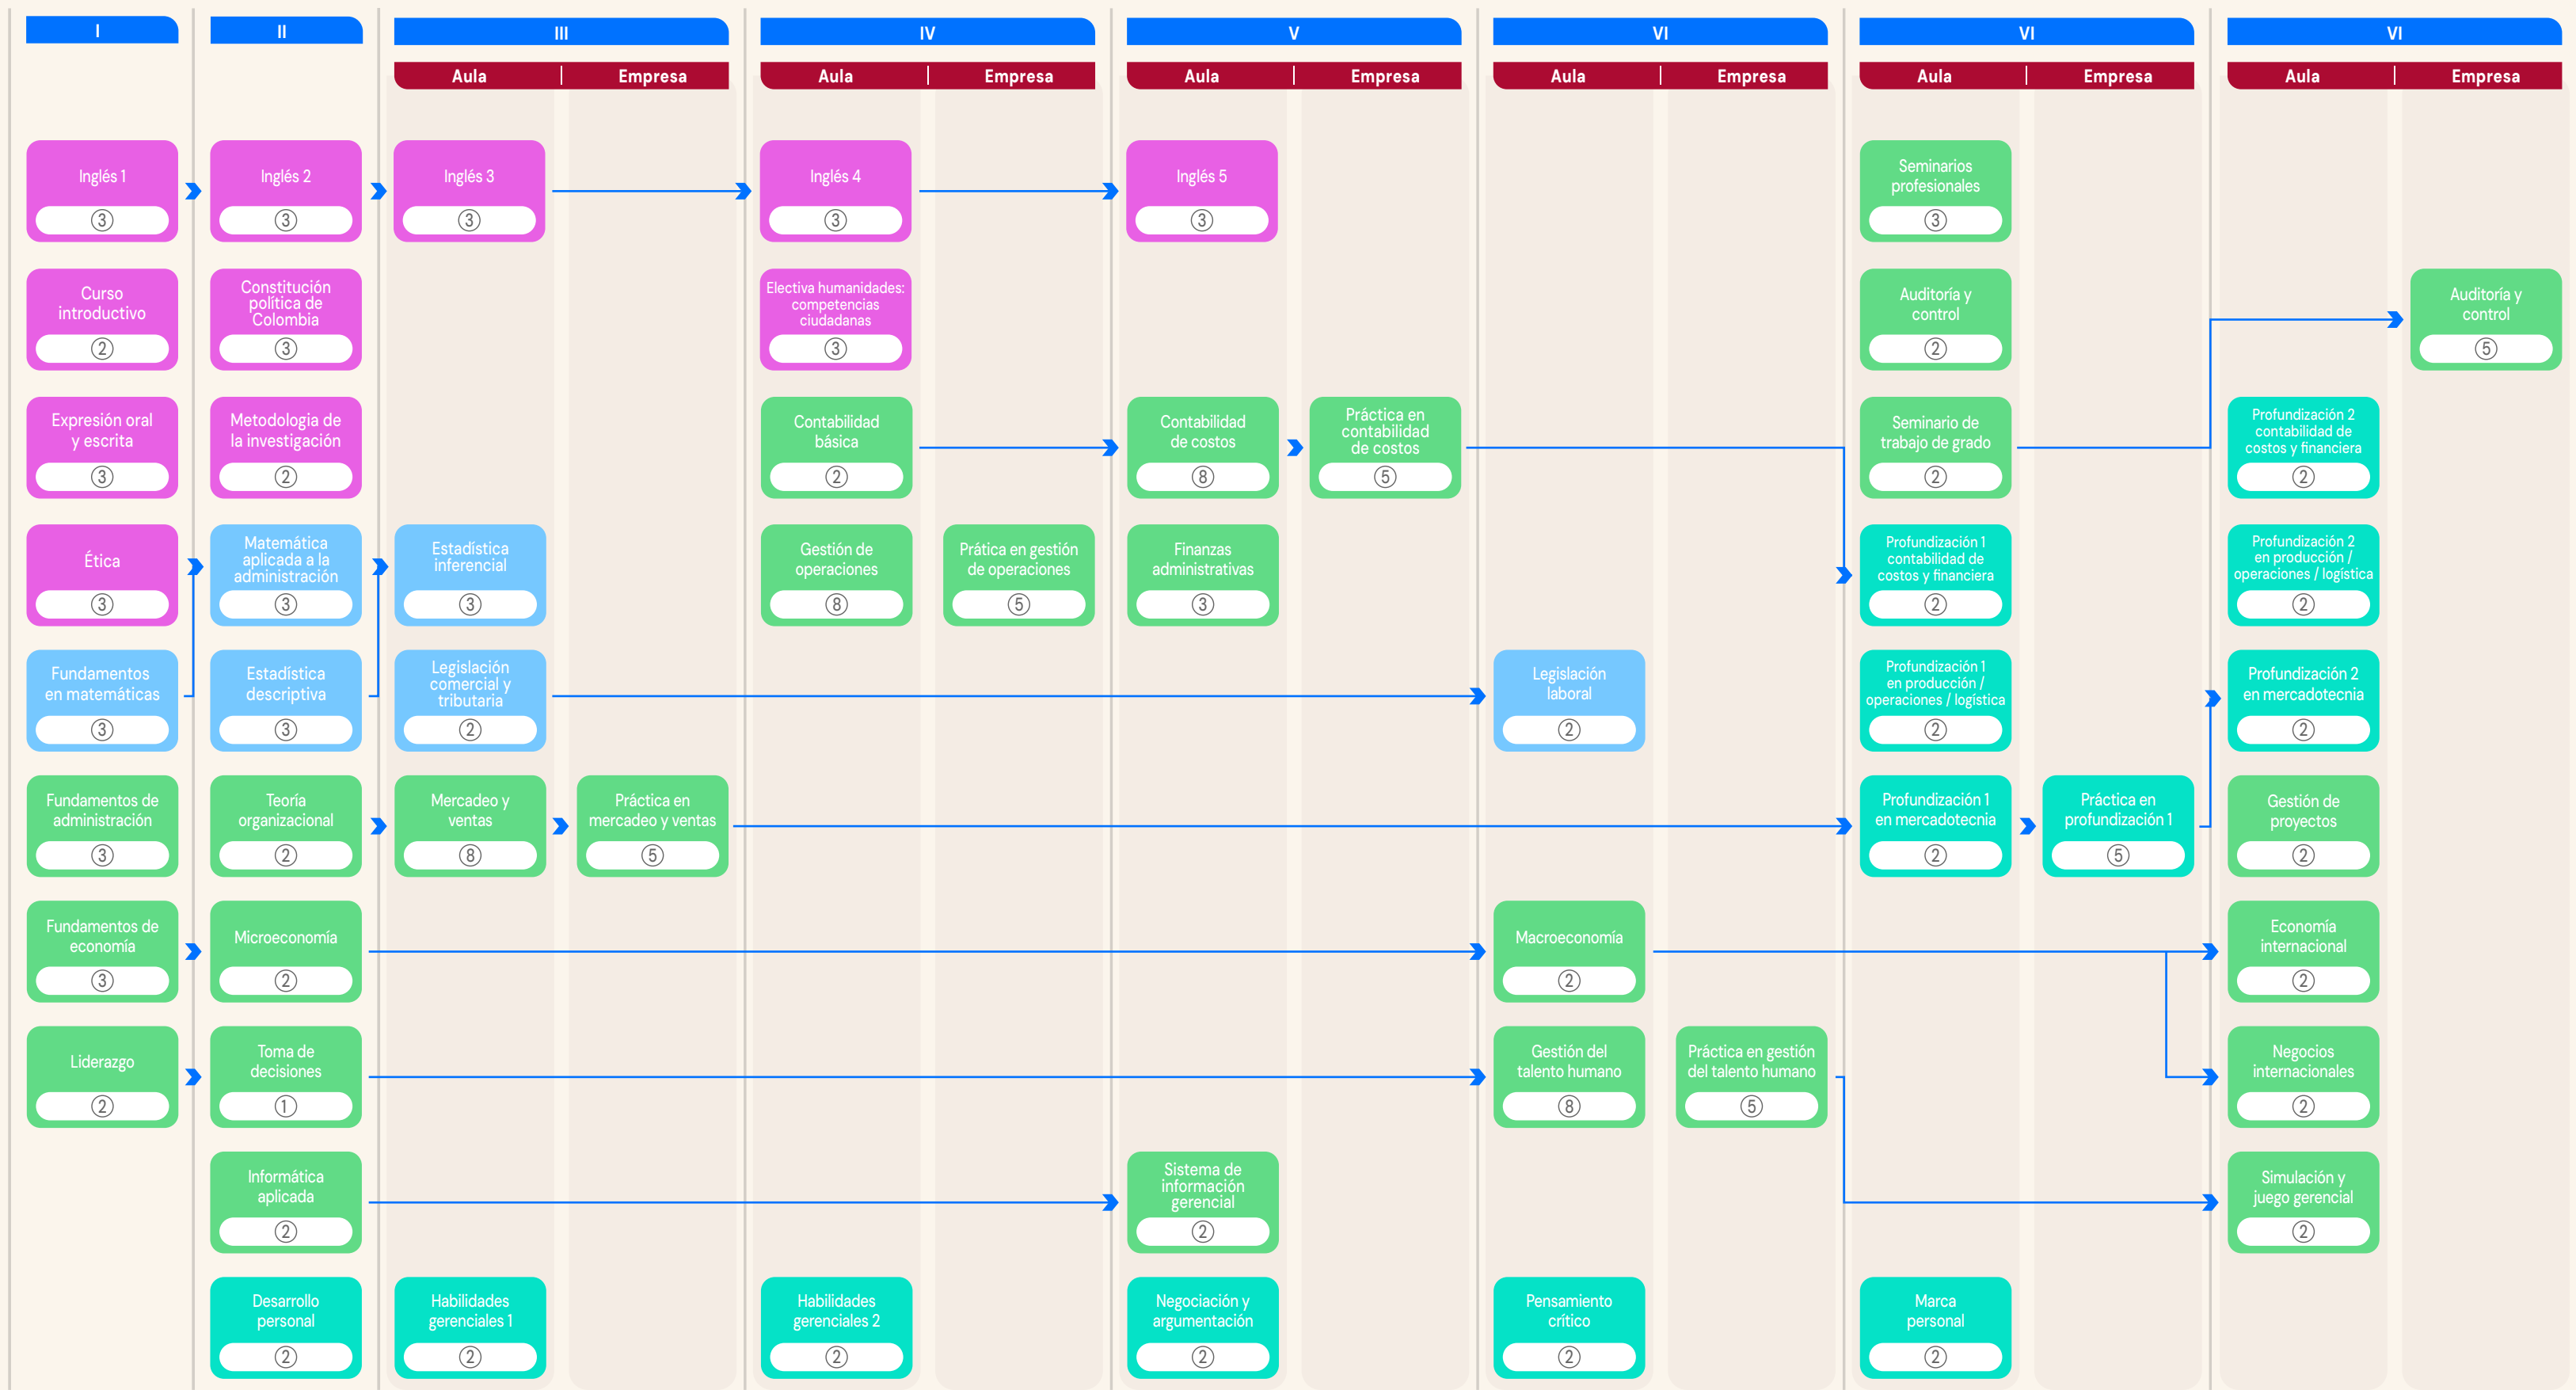 I
Inglés 1
3
Curso
introductivo
2
Expresión oral
y escrita
3
Ética
3
Fundamentos
en matemáticas
3
Fundamentos de
administración
3
Fundamentos de
economía
3
Liderazgo
2
II
Inglés 2
3
Constitución
política de
Colombia
3
Metodologia de
la investigación
2
Matemática
aplicada a la
administración
3
Estadística
descriptiva
3
Teoría
organizacional
2
Microeconomía
2
Toma de
decisiones
1
Informática
aplicada
2
Desarrollo
personal
2
III
Aula
Empresa
Inglés 3
3
Estadística
inferencial
3
Legislación
comercial y
tributaria
2
Mercadeo y
ventas
8
Práctica en
mercadeo y ventas
5
Habilidades
gerenciales 1
2
IV
Aula
Empresa
Inglés 4
3
Electiva humanidades:
competencias
ciudadanas
3
Contabilidad
básica
2
Gestión de
operaciones
8
Prática en gestión
de operaciones
5
Habilidades
gerenciales 2
2
V
Aula
Empresa
Inglés 5
3
Contabilidad
de costos
8
Práctica en
contabilidad
de costos
5
Finanzas
administrativas
3
Sistema de
información
gerencial
2
Negociación y
argumentación
2
VI
Aula
Empresa
Legislación
laboral
2
Macroeconomía
2
Gestión del
talento humano
8
Práctica en gestión
del talento humano
5
Pensamiento
crítico
2
VI
Aula
Empresa
Seminarios
profesionales
3
Auditoría y
control
2
Seminario de
trabajo de grado
2
Profundización 1
contabilidad de
costos y financiera
2
Profundización 1
en producción /
operaciones / logística
2
Profundización 1
en mercadotecnia
2
Práctica en
profundización 1
5
Marca
personal
2
VI
Aula
Empresa
Auditoría y
control
5
Profundización 2
contabilidad de
costos y financiera
2
Profundización 2
en producción /
operaciones / logística
2
Profundización 2
en mercadotecnia
2
Gestión de
proyectos
2
Economía
internacional
2
Negocios
internacionales
2
Simulación y
juego gerencial
2